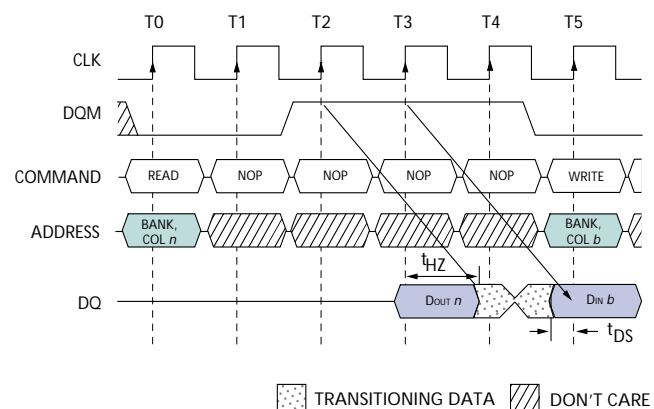 T0 T1 T2 T3 T4 T5
CLK
DQM
COMMAND READ NOP NOP NOP NOP WRITE
ADDRESS BANK, COL n BANK, COL b
tHZ
DQ DOUT n DIN b
tDS
TRANSITIONING DATA DON'T CARE